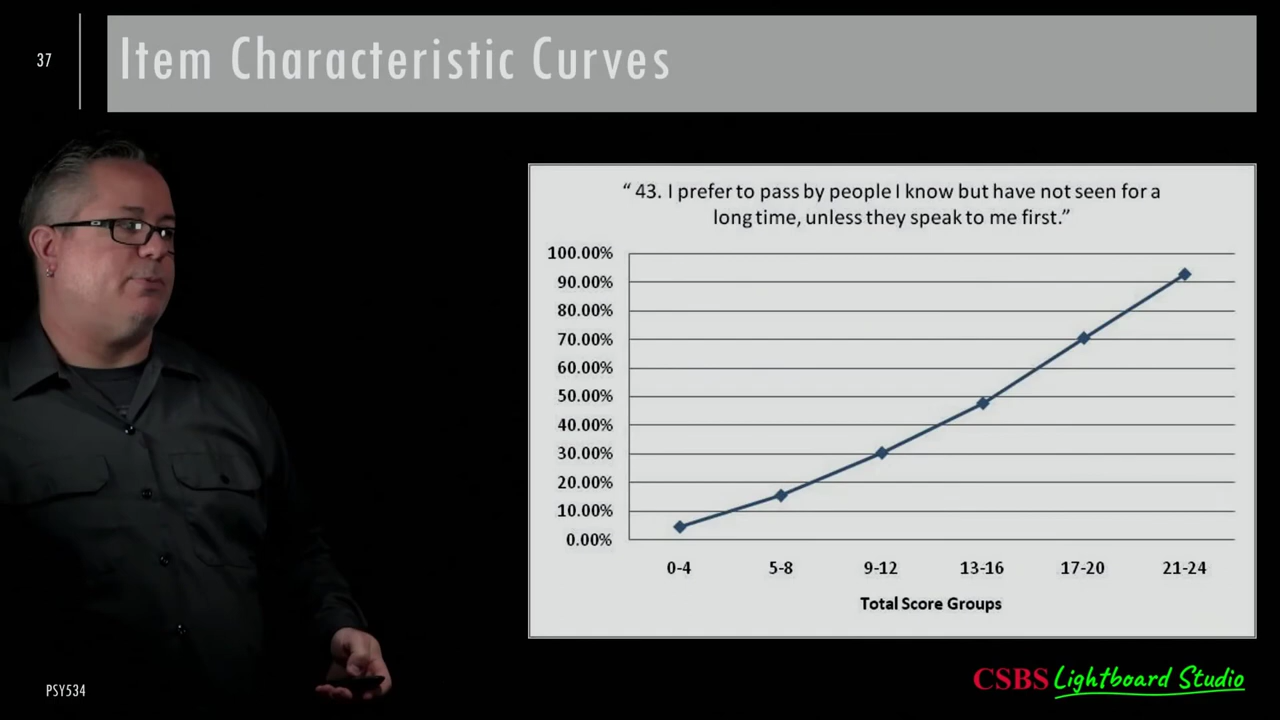 37
Item Characteristic Curves
“ 43. I prefer to pass by people I know but have not seen for a
long time, unless they speak to me first.”
100.00%
90.00%
80.00%
70.00%
60.00%
50.00%
40.00%
30.00%
20.00%
10.00%
0.00%
0-4 5-8 9-12 13-16 17-20 21-24
Total Score Groups
PSY534
CSBS Lightboard Studio